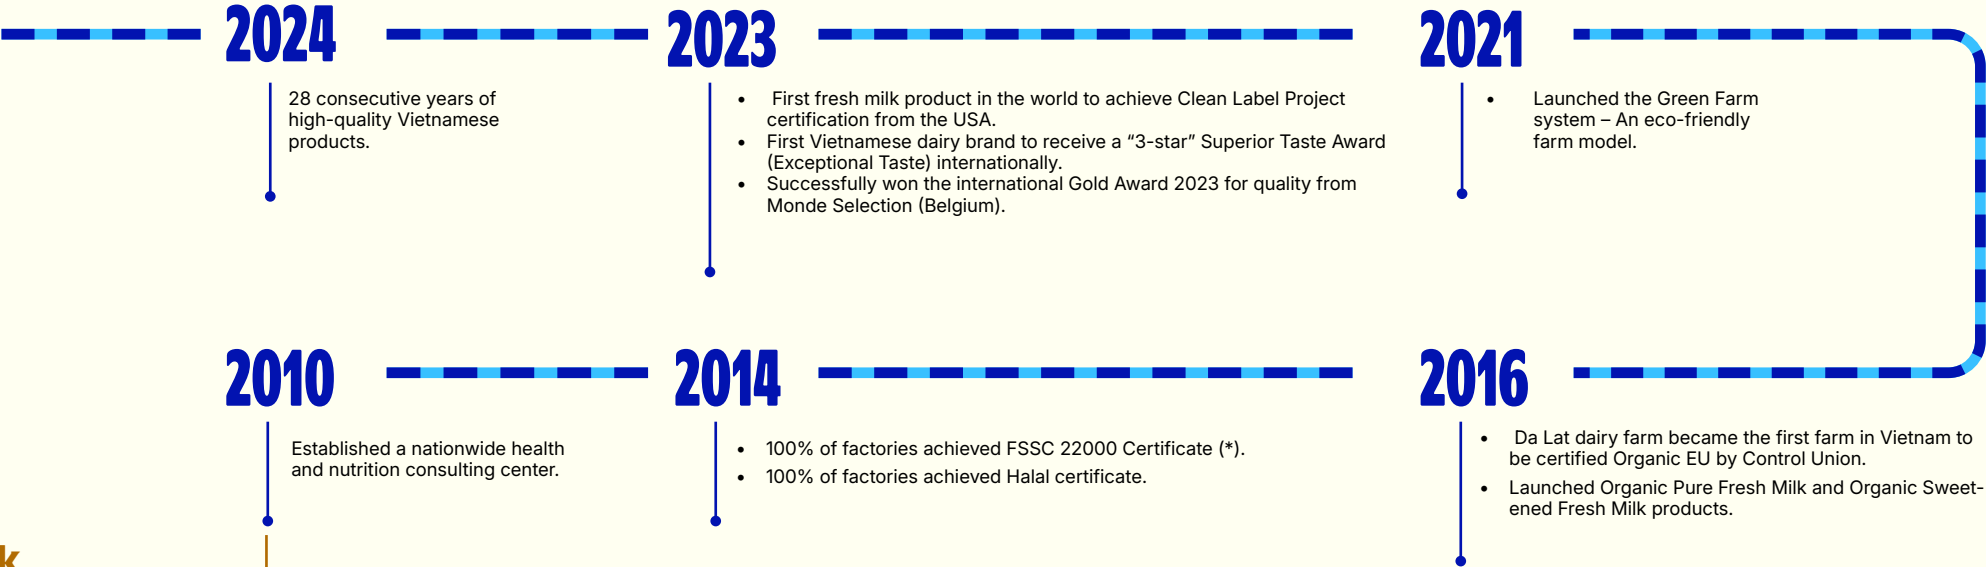 2024
28 consecutive years of
high-quality Vietnamese
products.
2023
• First fresh milk product in the world to achieve Clean Label Project
certification from the USA.
• First Vietnamese dairy brand to receive a “3-star” Superior Taste Award
(Exceptional Taste) internationally.
• Successfully won the international Gold Award 2023 for quality from
Monde Selection (Belgium).
2021
• Launched the Green Farm
system – An eco-friendly
farm model.
2010
Established a nationwide health
and nutrition consulting center.
2014
• 100% of factories achieved FSSC 22000 Certificate (*).
• 100% of factories achieved Halal certificate.
2016
• Da Lat dairy farm became the first farm in Vietnam to
be certified Organic EU by Control Union.
• Launched Organic Pure Fresh Milk and Organic Sweet-
ened Fresh Milk products.